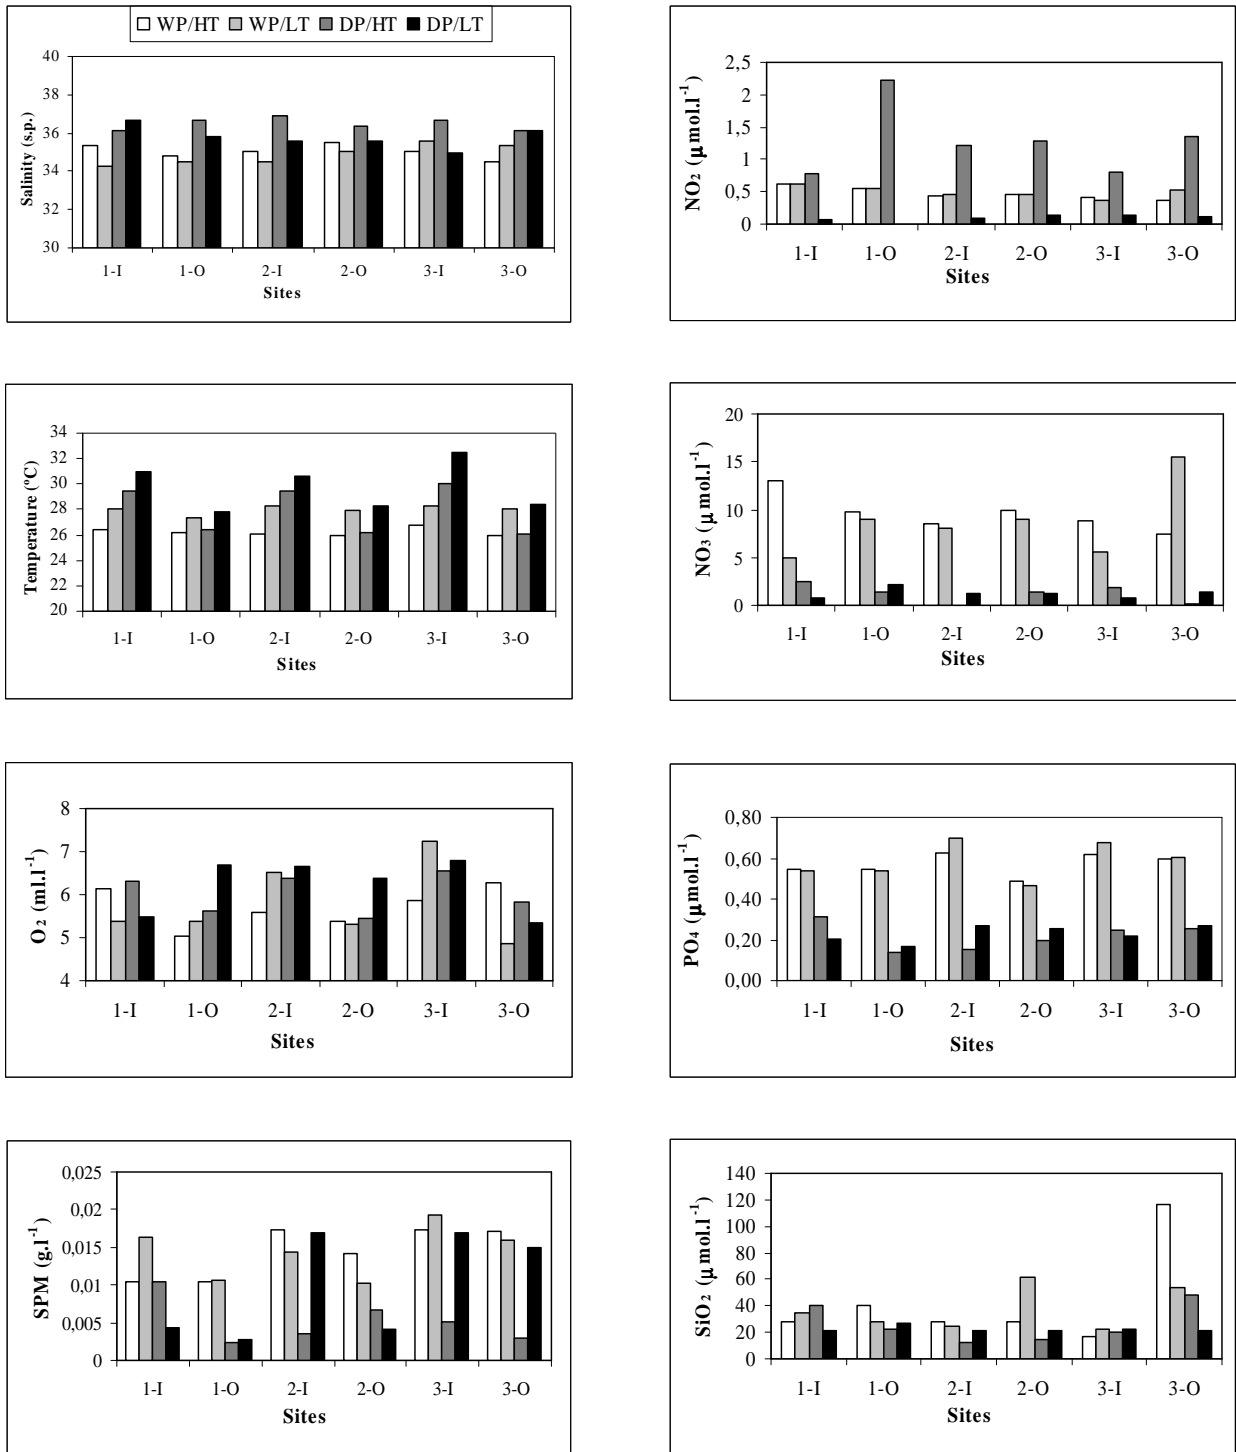 WP/HT WP/LT DP/HT DP/LT
Salinity (s.p.)
40
38
36
34
32
30
1-I 1-O 2-I 2-O 3-I 3-O
Sites
NO2 (μmol.l-1)
2,5
2
1,5
1
0,5
0
1-I 1-O 2-I 2-O 3-I 3-O
Sites
Temperature (ºC)
34
32
30
28
26
24
22
20
1-I 1-O 2-I 2-O 3-I 3-O
Sites
NO3 (μmol.l-1)
20
15
10
5
0
1-I 1-O 2-I 2-O 3-I 3-O
Sites
O2 (ml.l-1)
8
7
6
5
4
1-I 1-O 2-I 2-O 3-I 3-O
Sites
PO4 (μmol.l-1)
0,80
0,60
0,40
0,20
0,00
1-I 1-O 2-I 2-O 3-I 3-O
Sites
SPM (g.l-1)
0,025
0,02
0,015
0,01
0,005
0
1-I 1-O 2-I 2-O 3-I 3-O
Sites
SiO2 (μmol.l-1)
140
120
100
80
60
40
20
0
1-I 1-O 2-I 2-O 3-I 3-O
Sites